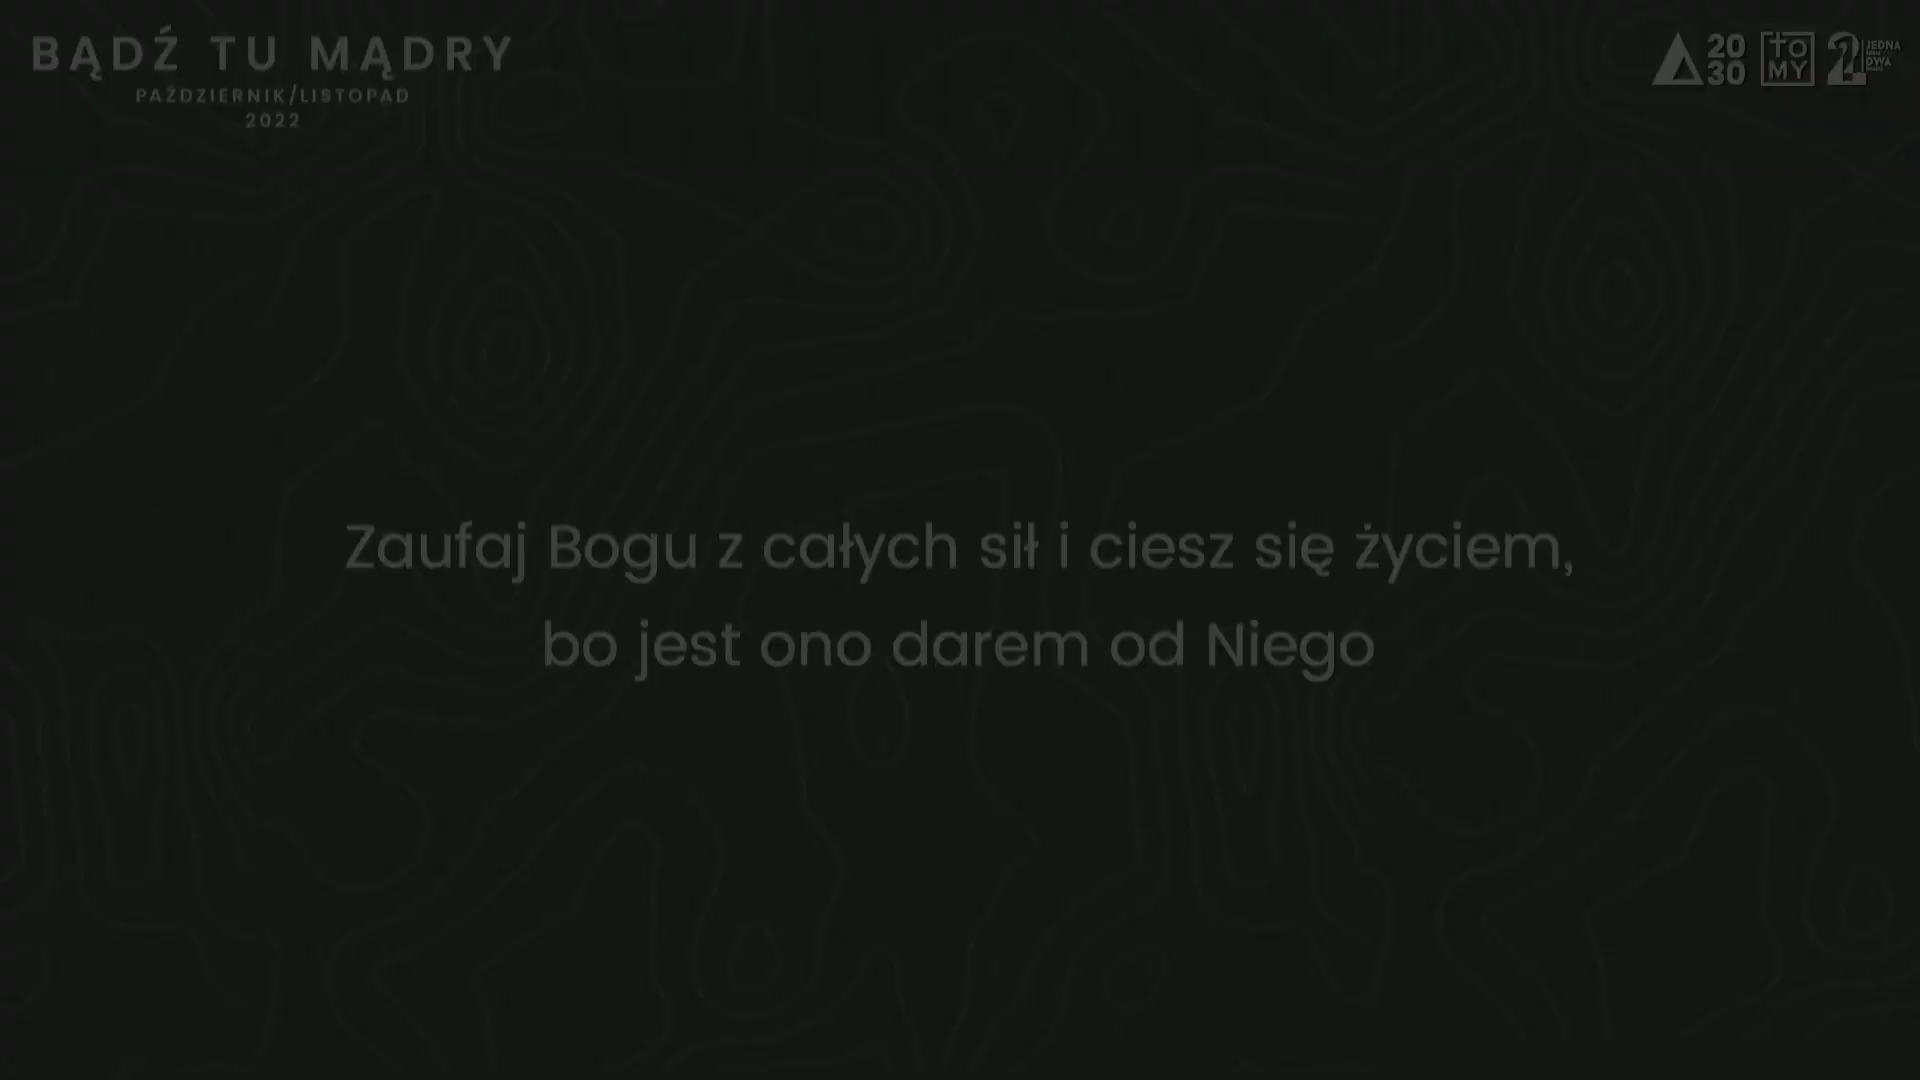 BĄDŹ TU MĄDRY
PAŹDZIERNIK/LISTOPAD
2022
20
30
TO
MY
2
JEDNA
DWA
Zaufaj Bogu z całych sił i ciesz się życiem,
bo jest ono darem od Niego